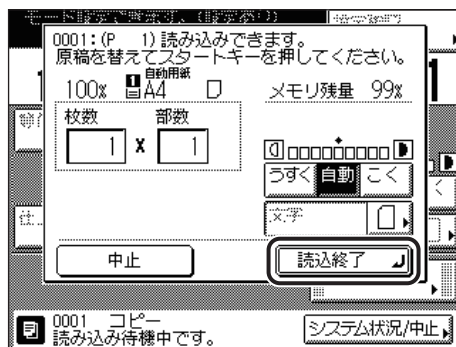 0001:(P 1)読み込みできます。
原稿を替えてスタートキーを押してください。
自動用紙
100% 1 A4 メモリ残量 99%
枚数 部数
1 x 1
うすく 自動 こく
文字
中止 読込終了
0001 コピー
読み込み待機中です。
システム状況/中止